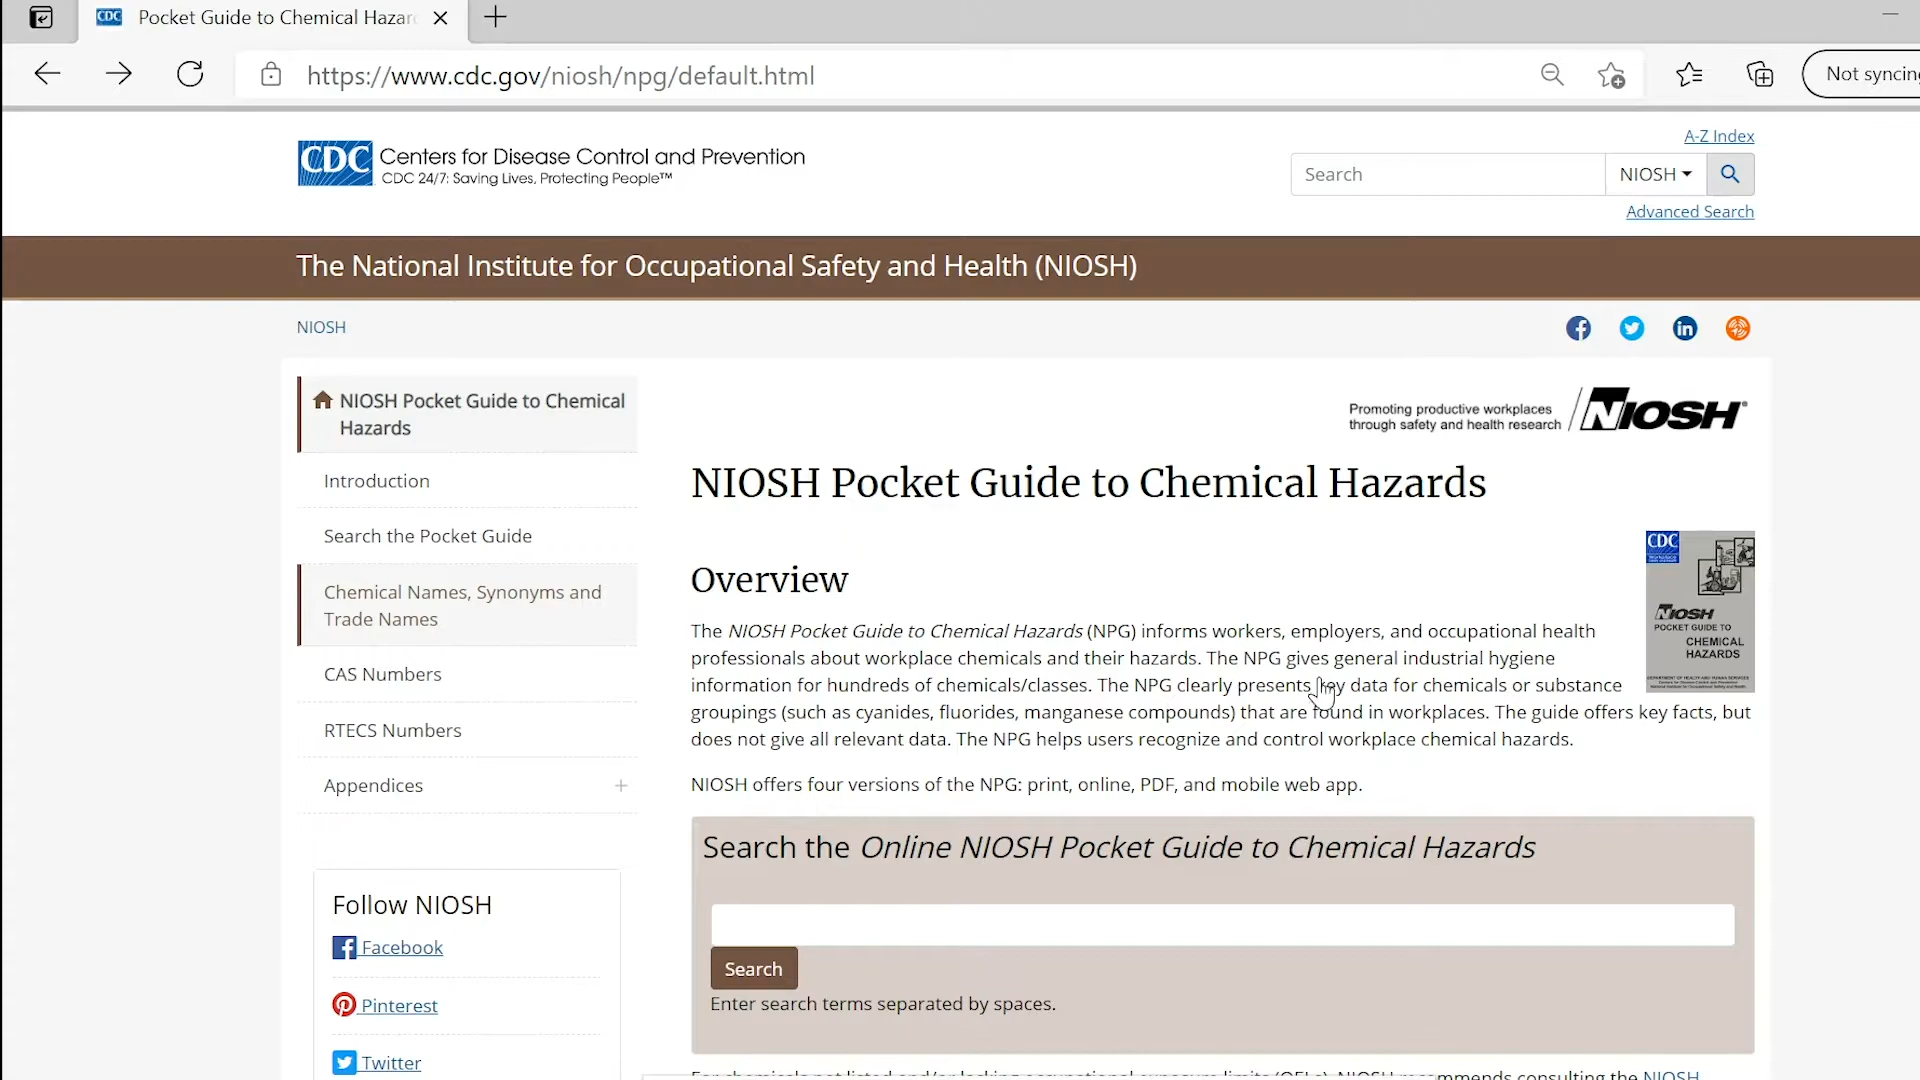 CDC Pocket Guide to Chemical Hazar
https://www.cdc.gov/niosh/npg/default.html
Not syncing
A-Z Index
CDC Centers for Disease Control and Prevention
CDC 24/7: Saving Lives, Protecting People™
Search NIOSH
Advanced Search
The National Institute for Occupational Safety and Health (NIOSH)
NIOSH
NIOSH Pocket Guide to Chemical
Hazards
Introduction
Search the Pocket Guide
Chemical Names, Synonyms and
Trade Names
CAS Numbers
RTECS Numbers
Appendices
Follow NIOSH
Facebook
Pinterest
Twitter
Promoting productive workplaces
through safety and health research
NIOSH®
NIOSH Pocket Guide to Chemical Hazards
Overview
The NIOSH Pocket Guide to Chemical Hazards (NPG) informs workers, employers, and occupational health
professionals about workplace chemicals and their hazards. The NPG gives general industrial hygiene
information for hundreds of chemicals/classes. The NPG clearly presents key data for chemicals or substance
groupings (such as cyanides, fluorides, manganese compounds) that are found in workplaces. The guide offers key facts, but
does not give all relevant data. The NPG helps users recognize and control workplace chemical hazards.
CDC
NIOSH
POCKET GUIDE TO
CHEMICAL
HAZARDS
NIOSH offers four versions of the NPG: print, online, PDF, and mobile web app.
Search the Online NIOSH Pocket Guide to Chemical Hazards
Search
Enter search terms separated by spaces.
NIOSH recommends consulting the NIOSH